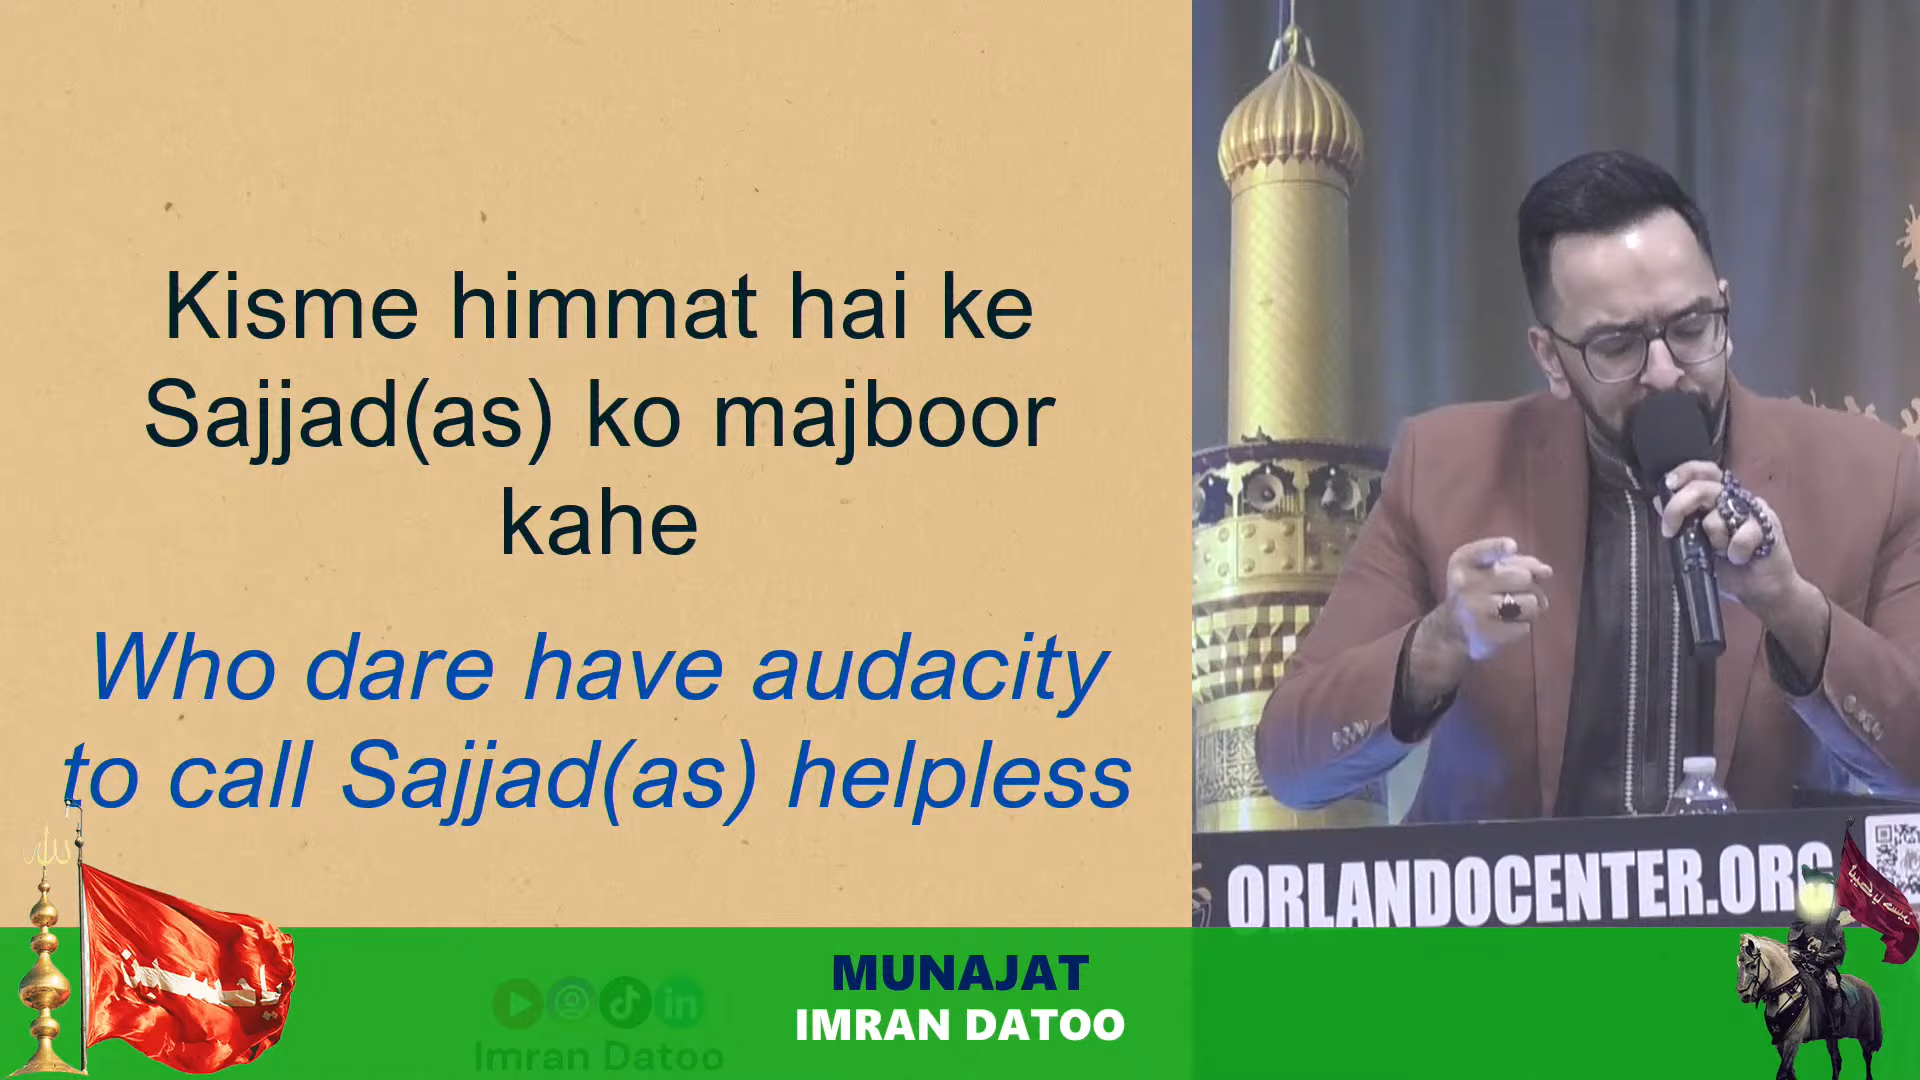 Kisme himmat hai ke
Sajjad(as) ko majboor
kahe
Who dare have audacity
to call Sajjad(as) helpless
ORLANDOCENTER.ORG
MUNAJAT
IMRAN DATOO
Imran Datoo